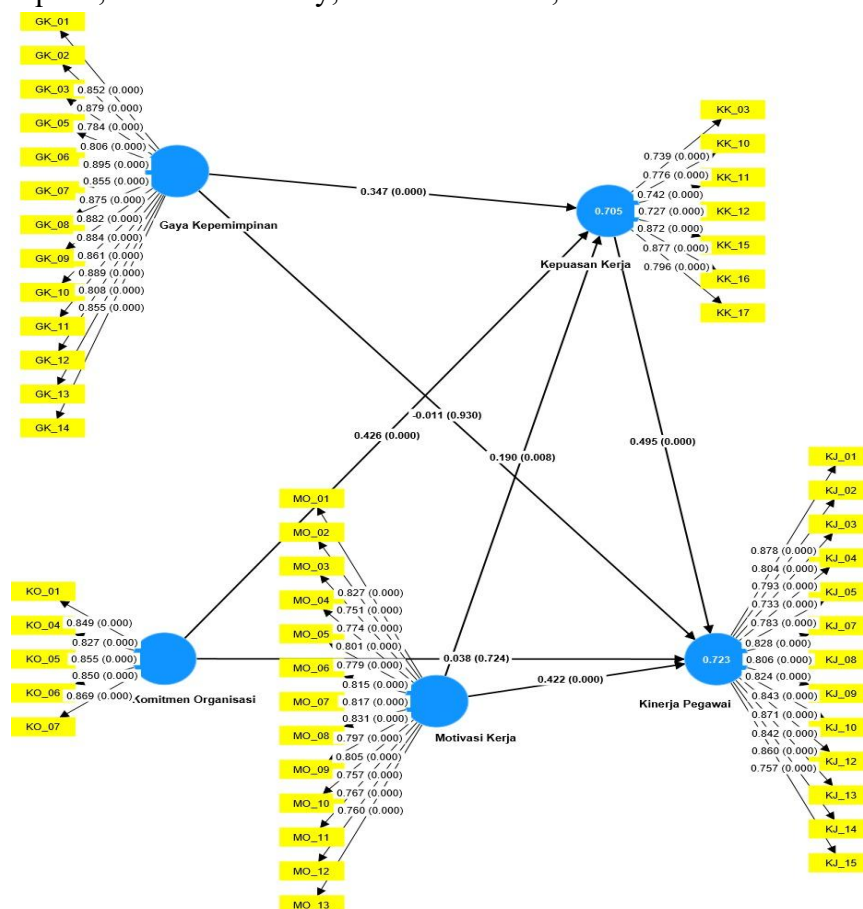 GK_01
GK_02
GK_03
GK_05
GK_06
GK_07
GK_08
GK_09
GK_10
GK_11
GK_12
GK_13
GK_14
0.852 (0.000)
0.879 (0.000)
0.784 (0.000)
0.806 (0.000)
0.895 (0.000)
0.855 (0.000)
0.875 (0.000)
0.882 (0.000)
0.884 (0.000)
0.861 (0.000)
0.889 (0.000)
0.808 (0.000)
0.855 (0.000)
Gaya Kepemimpinan
0.347 (0.000)
KK_03
KK_10
KK_11
KK_12
KK_15
KK_16
KK_17
0.739 (0.000)
0.776 (0.000)
0.742 (0.000)
0.727 (0.000)
0.872 (0.000)
0.877 (0.000)
0.796 (0.000)
0.705
Kepuasan Kerja
-0.011 (0.930)
0.426 (0.000)
0.190 (0.008)
0.495 (0.000)
KO_01
KO_04
KO_05
KO_06
KO_07
0.849 (0.000)
0.827 (0.000)
0.855 (0.000)
0.850 (0.000)
0.869 (0.000)
Komitmen Organisasi
MO_01
MO_02
MO_03
MO_04
MO_05
MO_06
MO_07
MO_08
MO_09
MO_10
MO_11
MO_12
MO_13
0.827 (0.000)
0.751 (0.000)
0.774 (0.000)
0.801 (0.000)
0.779 (0.000)
0.815 (0.000)
0.817 (0.000)
0.831 (0.000)
0.797 (0.000)
0.805 (0.000)
0.757 (0.000)
0.767 (0.000)
0.760 (0.000)
Motivasi Kerja
0.038 (0.724)
0.422 (0.000)
KJ_01
KJ_02
KJ_03
KJ_04
KJ_05
KJ_07
KJ_08
KJ_09
KJ_10
KJ_12
KJ_13
KJ_14
KJ_15
0.878 (0.000)
0.804 (0.000)
0.793 (0.000)
0.733 (0.000)
0.783 (0.000)
0.828 (0.000)
0.806 (0.000)
0.824 (0.000)
0.843 (0.000)
0.871 (0.000)
0.842 (0.000)
0.860 (0.000)
0.757 (0.000)
0.723
Kinerja Pegawai